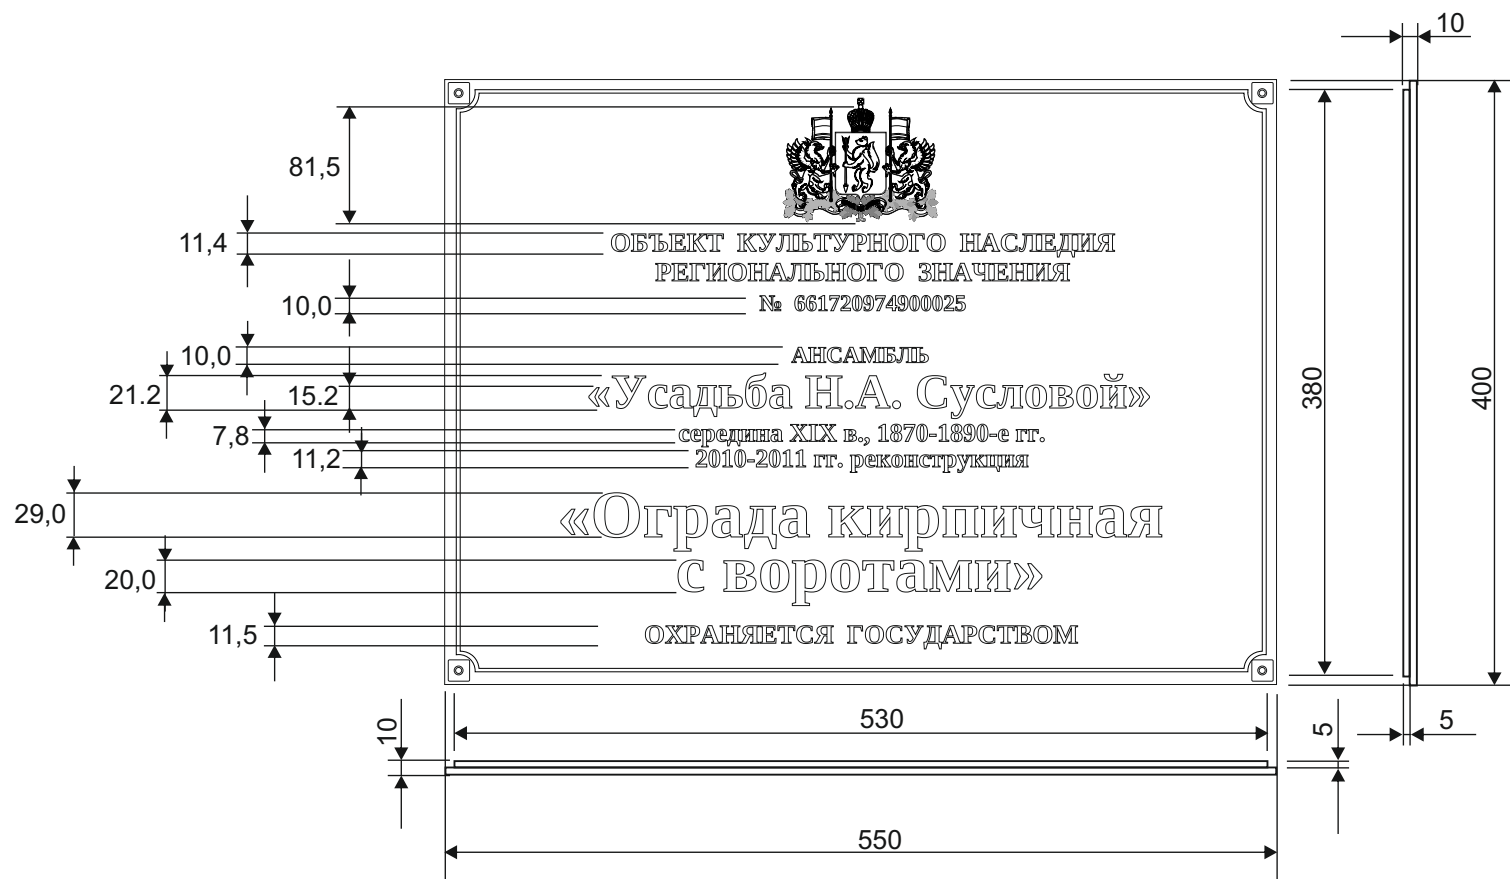 10
81,5
11,4
ОБЪЕКТ КУЛЬТУРНОГО НАСЛЕДИЯ
РЕГИОНАЛЬНОГО ЗНАЧЕНИЯ
10,0
№ 661720974900025
10,0
АНСАМБЛЬ
21.2
15.2
«Усадьба Н.А. Сусловой»
380
400
7,8
середина XIX в., 1870-1890-е гг.
11,2
2010-2011 гг. реконструкция
29,0
«Ограда кирпичная
20,0
с воротами»
11,5
ОХРАНЯЕТСЯ ГОСУДАРСТВОМ
10
530
5
5
550